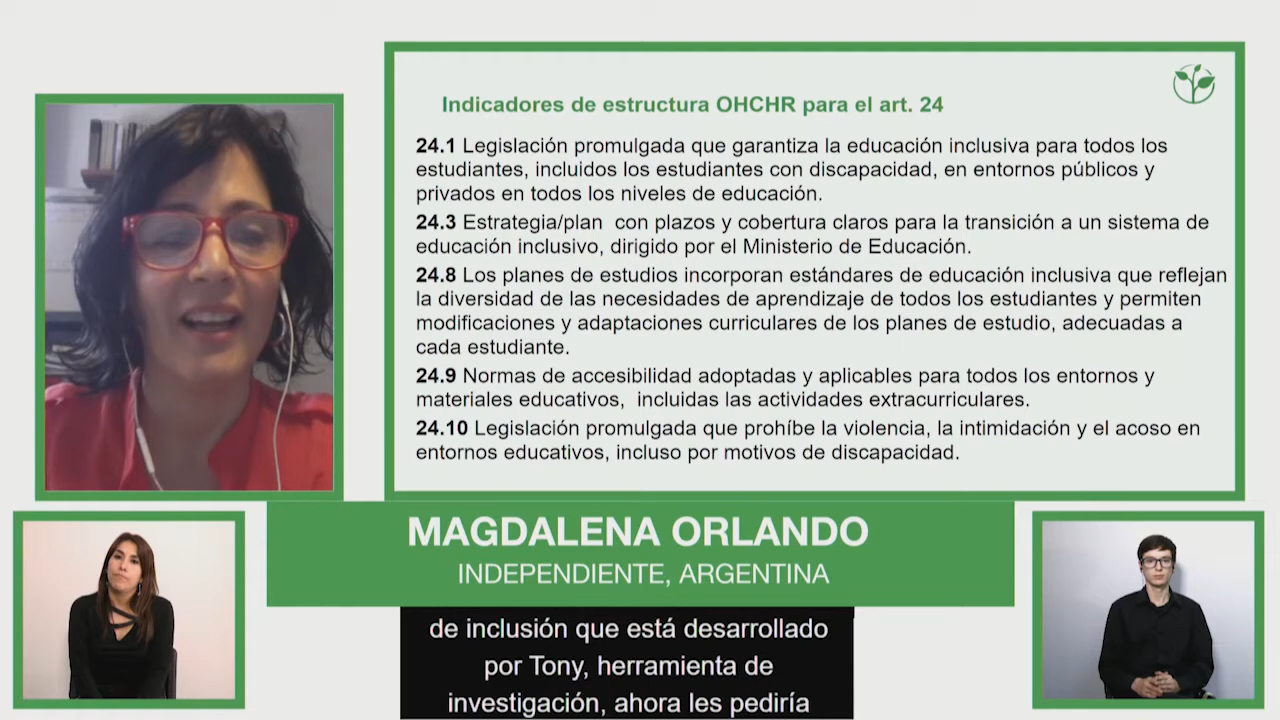 Indicadores de estructura OHCHR para el art. 24
24.1 Legislación promulgada que garantiza la educación inclusiva para todos los
estudiantes, incluidos los estudiantes con discapacidad, en entornos públicos y
privados en todos los niveles de educación.
24.3 Estrategia/plan  con plazos y cobertura claros para la transición a un sistema de
educación inclusivo, dirigido por el Ministerio de Educación.
24.8 Los planes de estudios incorporan estándares de educación inclusiva que reflejan
la diversidad de las necesidades de aprendizaje de todos los estudiantes y permiten
modificaciones y adaptaciones curriculares de los planes de estudio, adecuadas a
cada estudiante.
24.9 Normas de accesibilidad adoptadas y aplicables para todos los entornos y
materiales educativos,  incluidas las actividades extracurriculares.
24.10 Legislación promulgada que prohíbe la violencia, la intimidación y el acoso en
entornos educativos, incluso por motivos de discapacidad.
MAGDALENA ORLANDO
INDEPENDIENTE, ARGENTINA
de inclusión que está desarrollado
por Tony, herramienta de
investigación, ahora les pediría